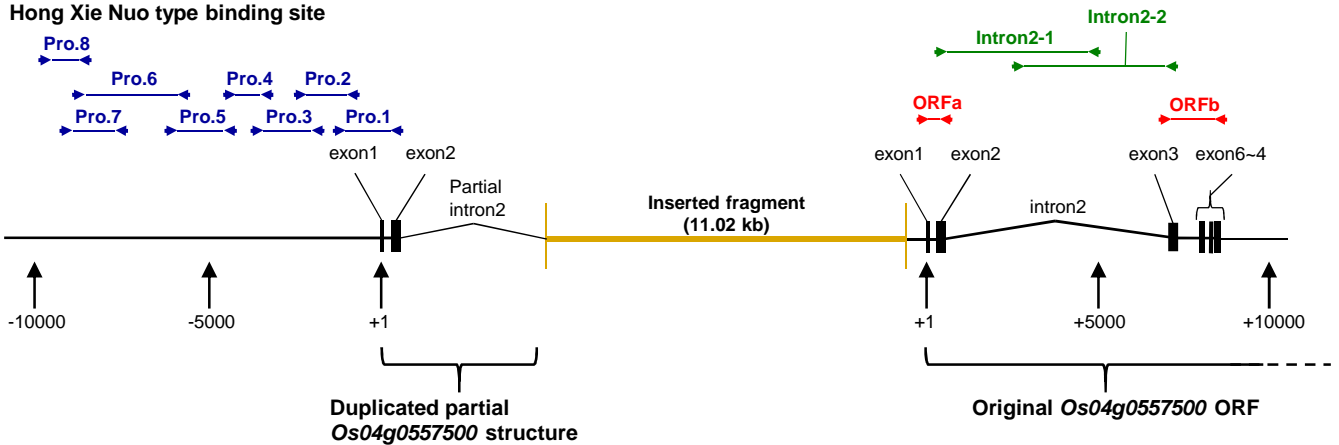 Hong Xie Nuo type binding site
Intron2-2
Pro.8
Intron2-1
Pro.6
Pro.4
Pro.2
Pro.7
Pro.5
Pro.3
Pro.1
ORFa
ORFb
exon1
exon2
exon1
exon2
exon3
exon6~4
Partial
intron2
Inserted fragment
(11.02 kb)
intron2
-10000
-5000
+1
+1
+5000
+10000
Duplicated partial
Os04g0557500 structure
Original Os04g0557500 ORF